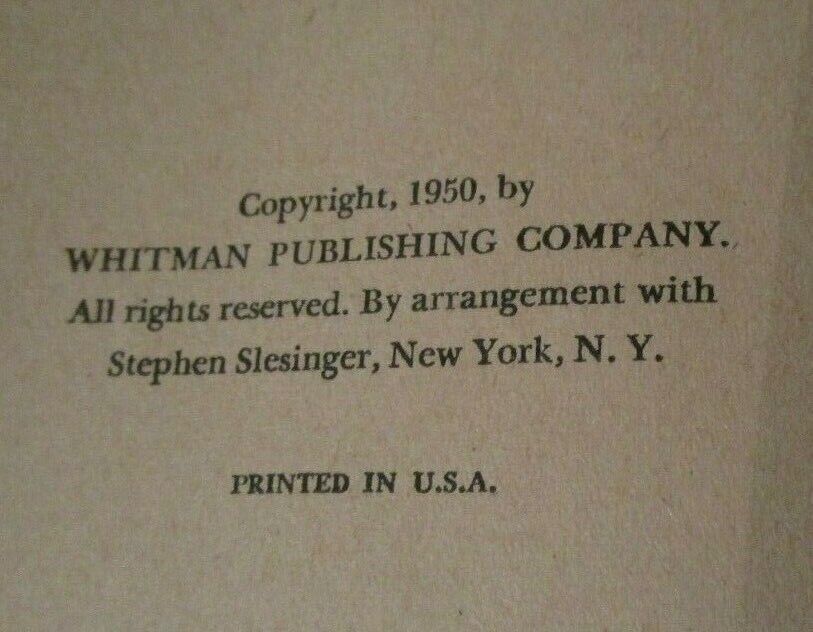 Copyright, 1950, by
WHITMAN PUBLISHING COMPANY.
All rights reserved. By arrangement with
Stephen Slesinger, New York, N. Y.
PRINTED IN U.S.A.